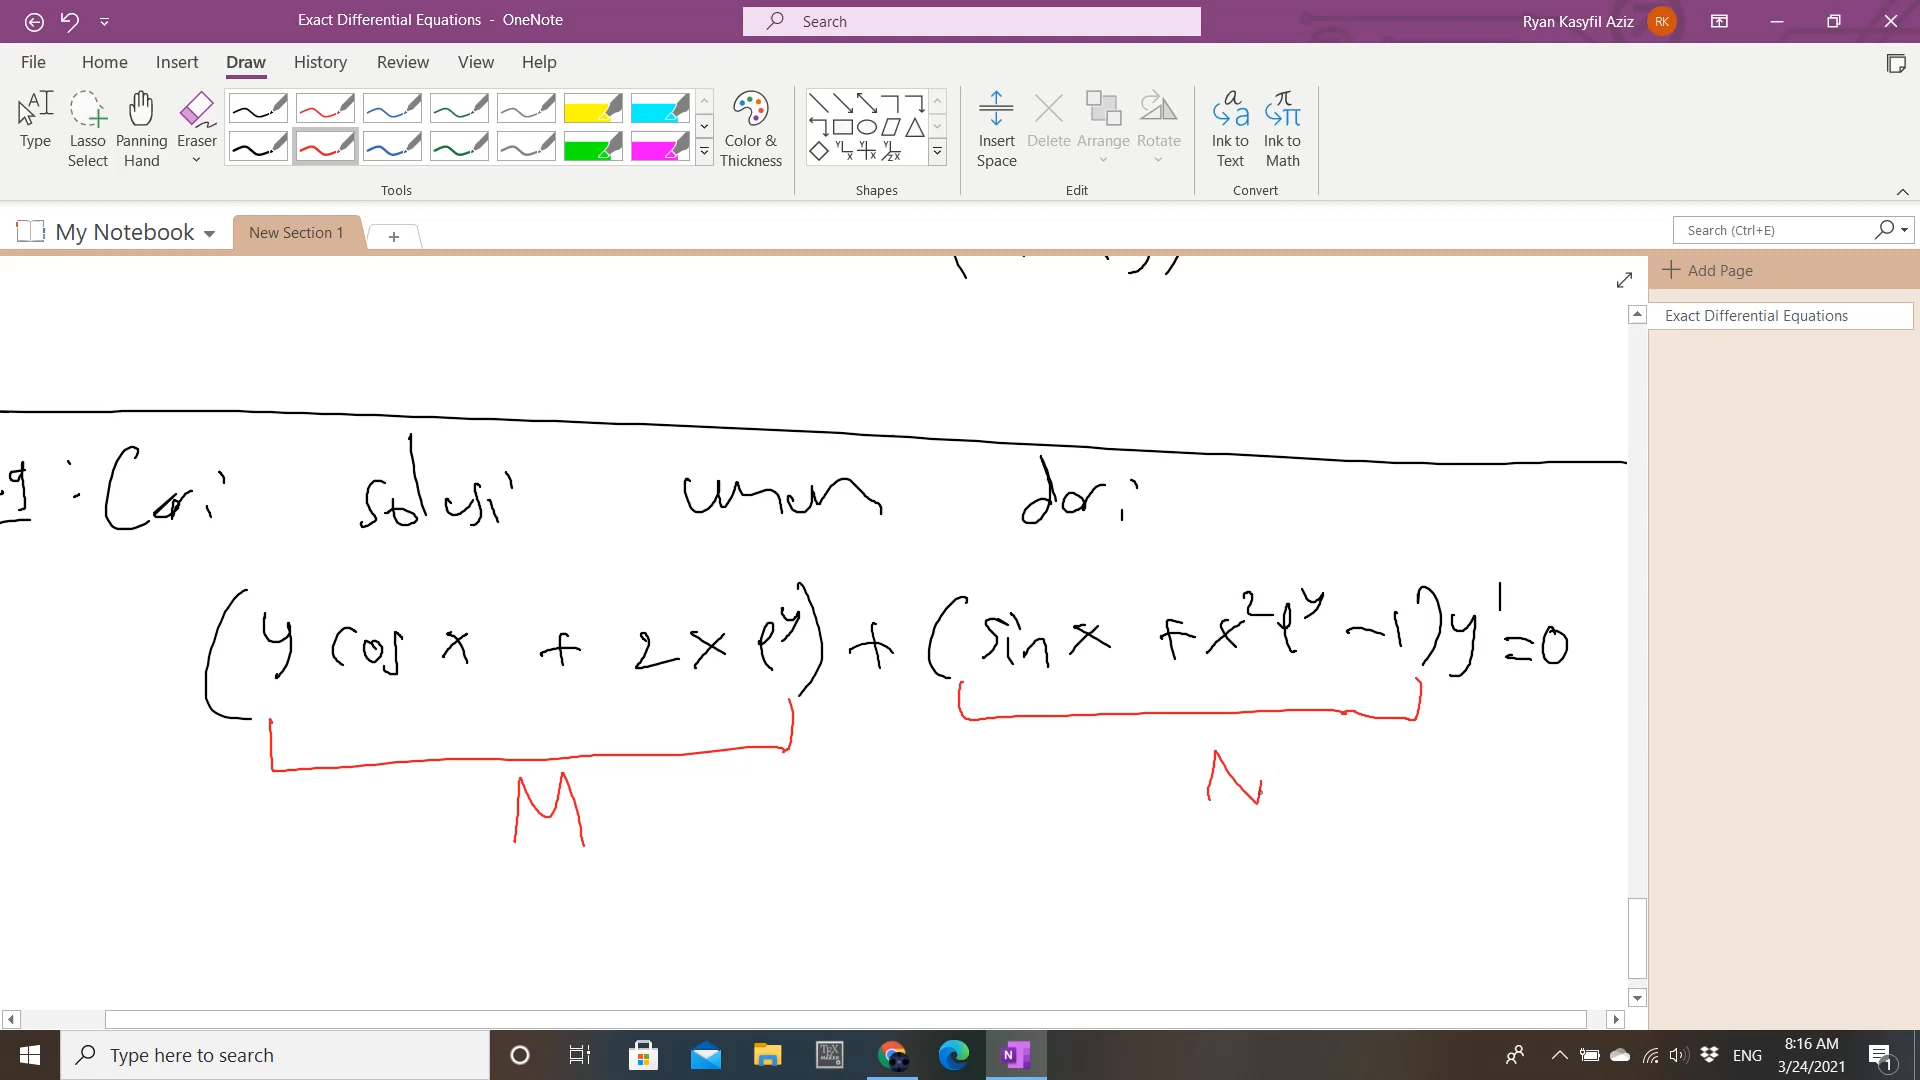 Exact Differential Equations - OneNote
Search
Ryan Kasyfil Aziz
RK
File
Home
Insert
Draw
History
Review
View
Help
Type
Lasso Select
Panning Hand
Eraser
Color & Thickness
Insert Space
Delete
Arrange
Rotate
Ink to Text
Ink to Math
Tools
Shapes
Edit
Convert
My Notebook
New Section 1
Search (Ctrl+E)
Add Page
Exact Differential Equations
.g : Cari solusi umum dari
(y cos x + 2x e^y) + (sin x + x^2 e^y - 1)y' = 0
M
N
Type here to search
ENG
8:16 AM
3/24/2021
1